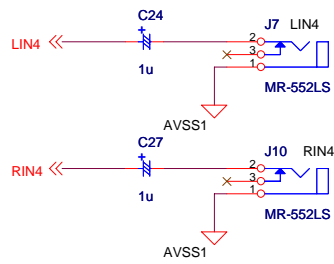 C24
J7 LIN4
LIN4
+
2
3
1
1u
MR-552LS
AVSS1
C27
J10 RIN4
RIN4
+
2
3
1
1u
MR-552LS
AVSS1